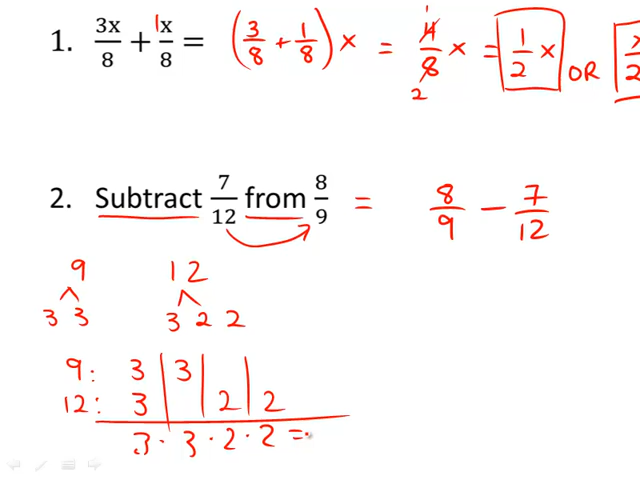 1. 3x/8 + 1x/8 = (3/8 + 1/8) x = 4/8 x = 1/2 x OR x/2
1 2
2. Subtract 7/12 from 8/9 = 8/9 - 7/12
9 12
3 3 3 2 2
9: 3 3
12: 3 2 2
3 · 3 · 2 · 2 =